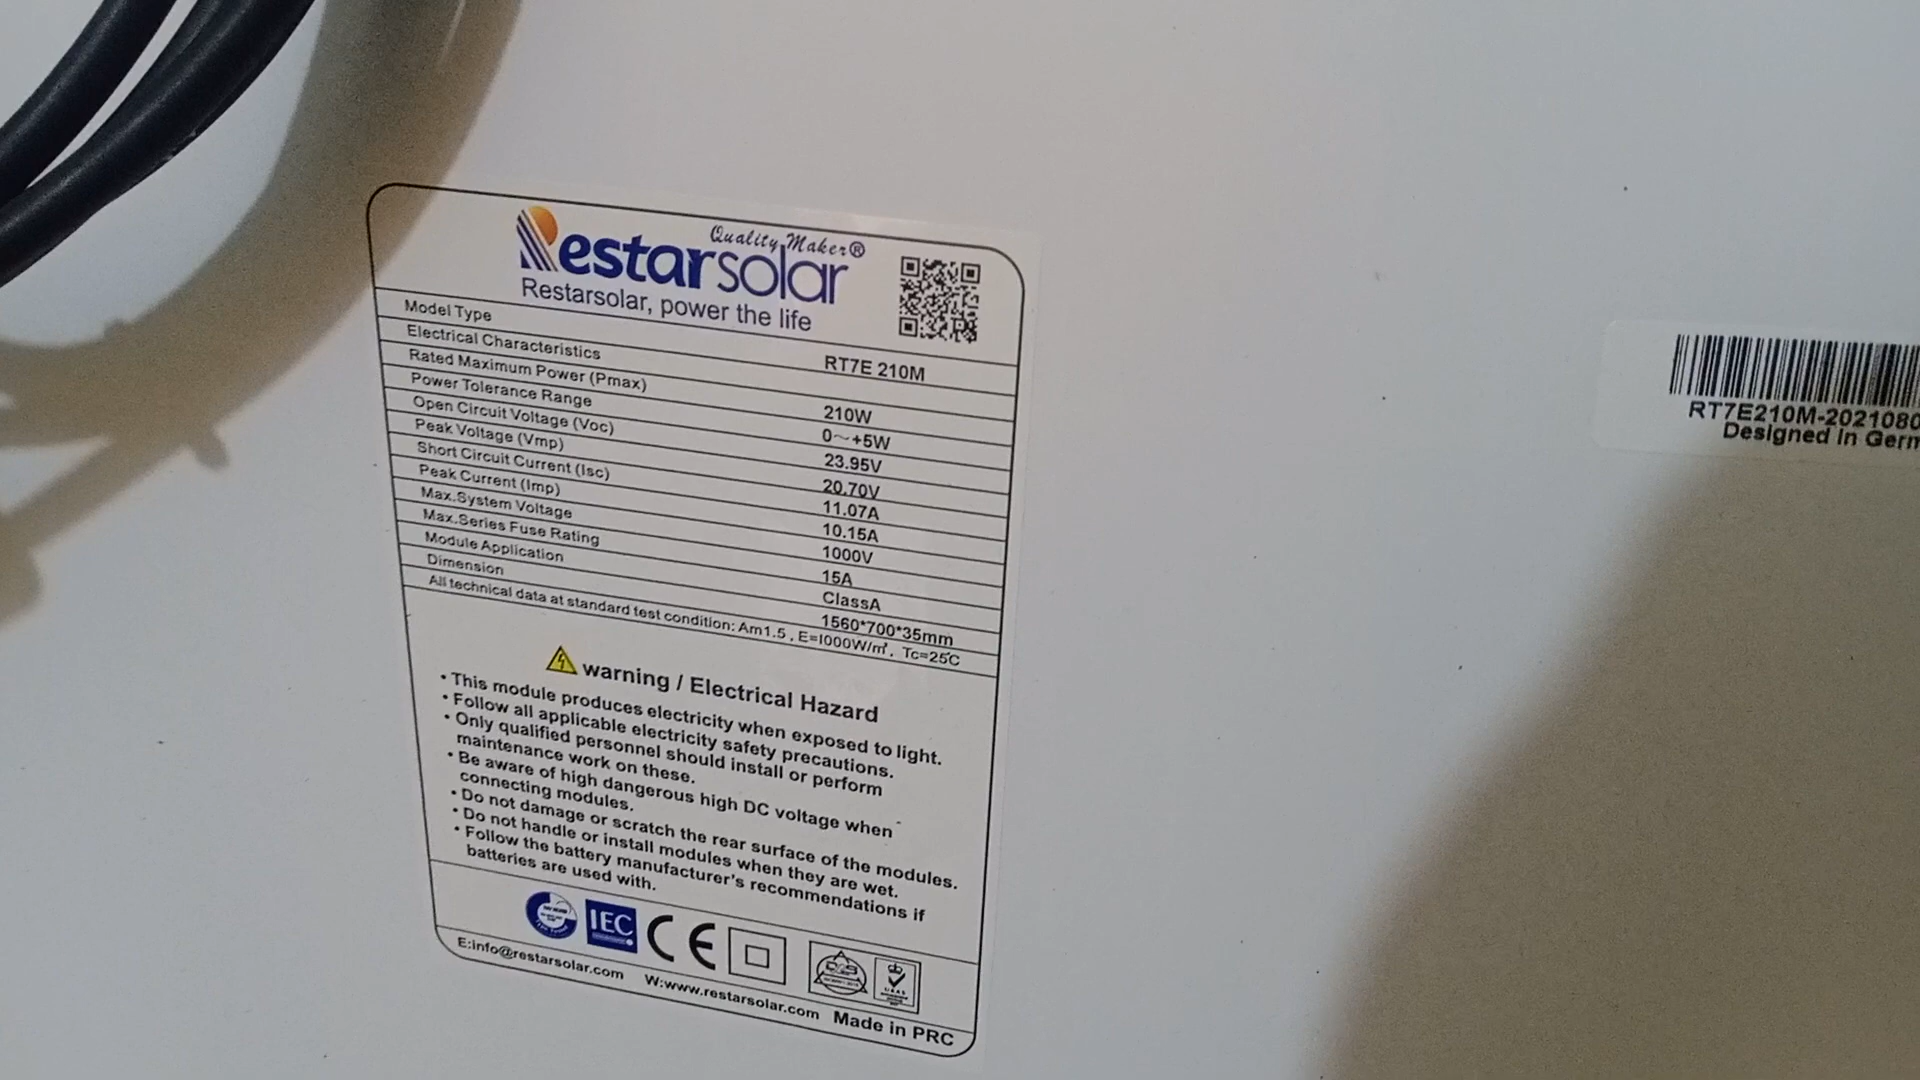 Quality Maker®
Restarsolar
Restarsolar, power the life
Model Type RT7E 210M
Electrical Characteristics
Rated Maximum Power (Pmax) 210W
Power Tolerance Range 0~+5W
Open Circuit Voltage (Voc) 23.95V
Peak Voltage (Vmp) 20.70V
Short Circuit Current (Isc) 11.07A
Peak Current (Imp) 10.15A
Max.System Voltage 1000V
Max.Series Fuse Rating 15A
Module Application ClassA
Dimension 1560*700*35mm
All technical data at standard test condition: Am1.5 , E=1000W/㎡, Tc=25℃
warning / Electrical Hazard
• This module produces electricity when exposed to light.
• Follow all applicable electricity safety precautions.
• Only qualified personnel should install or perform
maintenance work on these.
• Be aware of high dangerous high DC voltage when
connecting modules.
• Do not damage or scratch the rear surface of the modules.
• Do not handle or install modules when they are wet.
• Follow the battery manufacturer's recommendations if
batteries are used with.
IEC
CE
UKAS
E:info@restarsolar.com W:www.restarsolar.com Made in PRC
RT7E210M-2021080
Designed in Germ